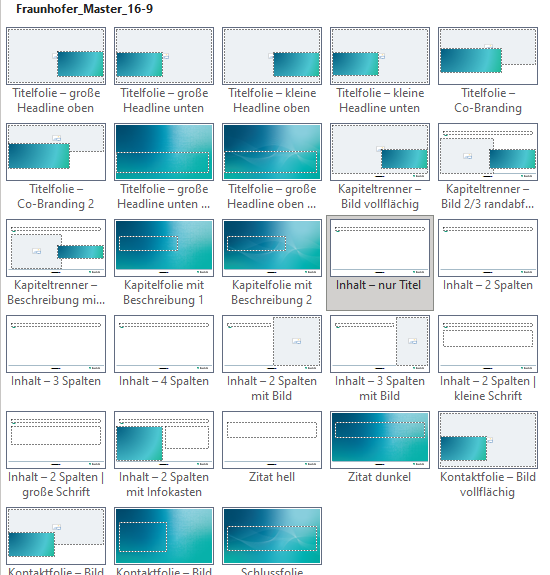 Fraunhofer_Master_16-9
Titelfolie – große
Headline oben
Titelfolie – große
Headline unten
Titelfolie – kleine
Headline oben
Titelfolie – kleine
Headline unten
Titelfolie –
Co-Branding
Titelfolie –
Co-Branding 2
Titelfolie – große
Headline unten ...
Titelfolie – große
Headline oben ...
Kapiteltrenner –
Bild vollflächig
Kapiteltrenner –
Bild 2/3 randabf...
Kapiteltrenner –
Beschreibung mi...
Kapitelfolie mit
Beschreibung 1
Kapitelfolie mit
Beschreibung 2
Inhalt – nur Titel
Inhalt – 2 Spalten
Inhalt – 3 Spalten
Inhalt – 4 Spalten
Inhalt – 2 Spalten
mit Bild
Inhalt – 3 Spalten
mit Bild
Inhalt – 2 Spalten |
kleine Schrift
Inhalt – 2 Spalten |
große Schrift
Inhalt – 2 Spalten
mit Infokasten
Zitat hell
Zitat dunkel
Kontaktfolie – Bild
vollflächig
Kontaktfolie – Bild
Kontaktfolie – Bild
Schlussfolie